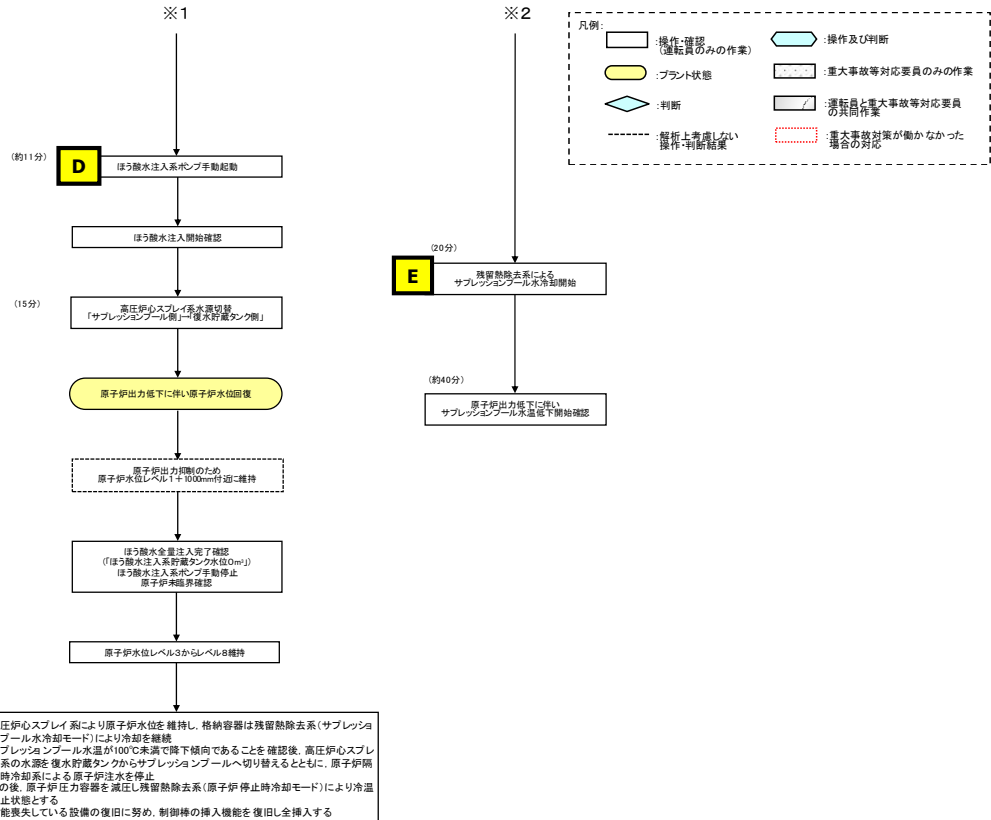 ※1
※2
凡例:
:操作・確認
(運転員のみの作業)
:操作及び判断
:プラント状態
:重大事故等対応要員のみの作業
:判断
:運転員と重大事故等対応要員
の共同作業
:解析上考慮しない
操作・判断結果
:重大事故対策が働かなかった
場合の対応
(約11分)
D
ほう酸水注入系ポンプ手動起動
ほう酸水注入開始確認
(15分)
高圧炉心スプレイ系水源切替
「サプレッションプール側」→「復水貯蔵タンク側」
原子炉出力低下に伴い原子炉水位回復
原子炉出力抑制のため
原子炉水位レベル1+1000mm付近に維持
ほう酸水全量注入完了確認
(「ほう酸水注入系貯蔵タンク水位0m³」)
ほう酸水注入系ポンプ手動停止
原子炉未臨界確認
原子炉水位レベル3からレベル8維持
圧炉心スプレイ系により原子炉水位を維持し、格納容器は残留熱除去系(サプレッショ
プール水冷却モード)により冷却を継続
プレッションプール水温が100℃未満で降下傾向であることを確認後、高圧炉心スプレ
系の水源を復水貯蔵タンクからサプレッションプールへ切り替えるとともに、原子炉隔
時冷却系による原子炉注水を停止
の後、原子炉圧力容器を減圧し残留熱除去系(原子炉停止時冷却モード)により冷温
止状態とする
能喪失している設備の復旧に努め、制御棒の挿入機能を復旧し全挿入する
(20分)
E
残留熱除去系による
サプレッションプール水冷却開始
(約40分)
原子炉出力低下に伴い
サプレッションプール水温低下開始確認